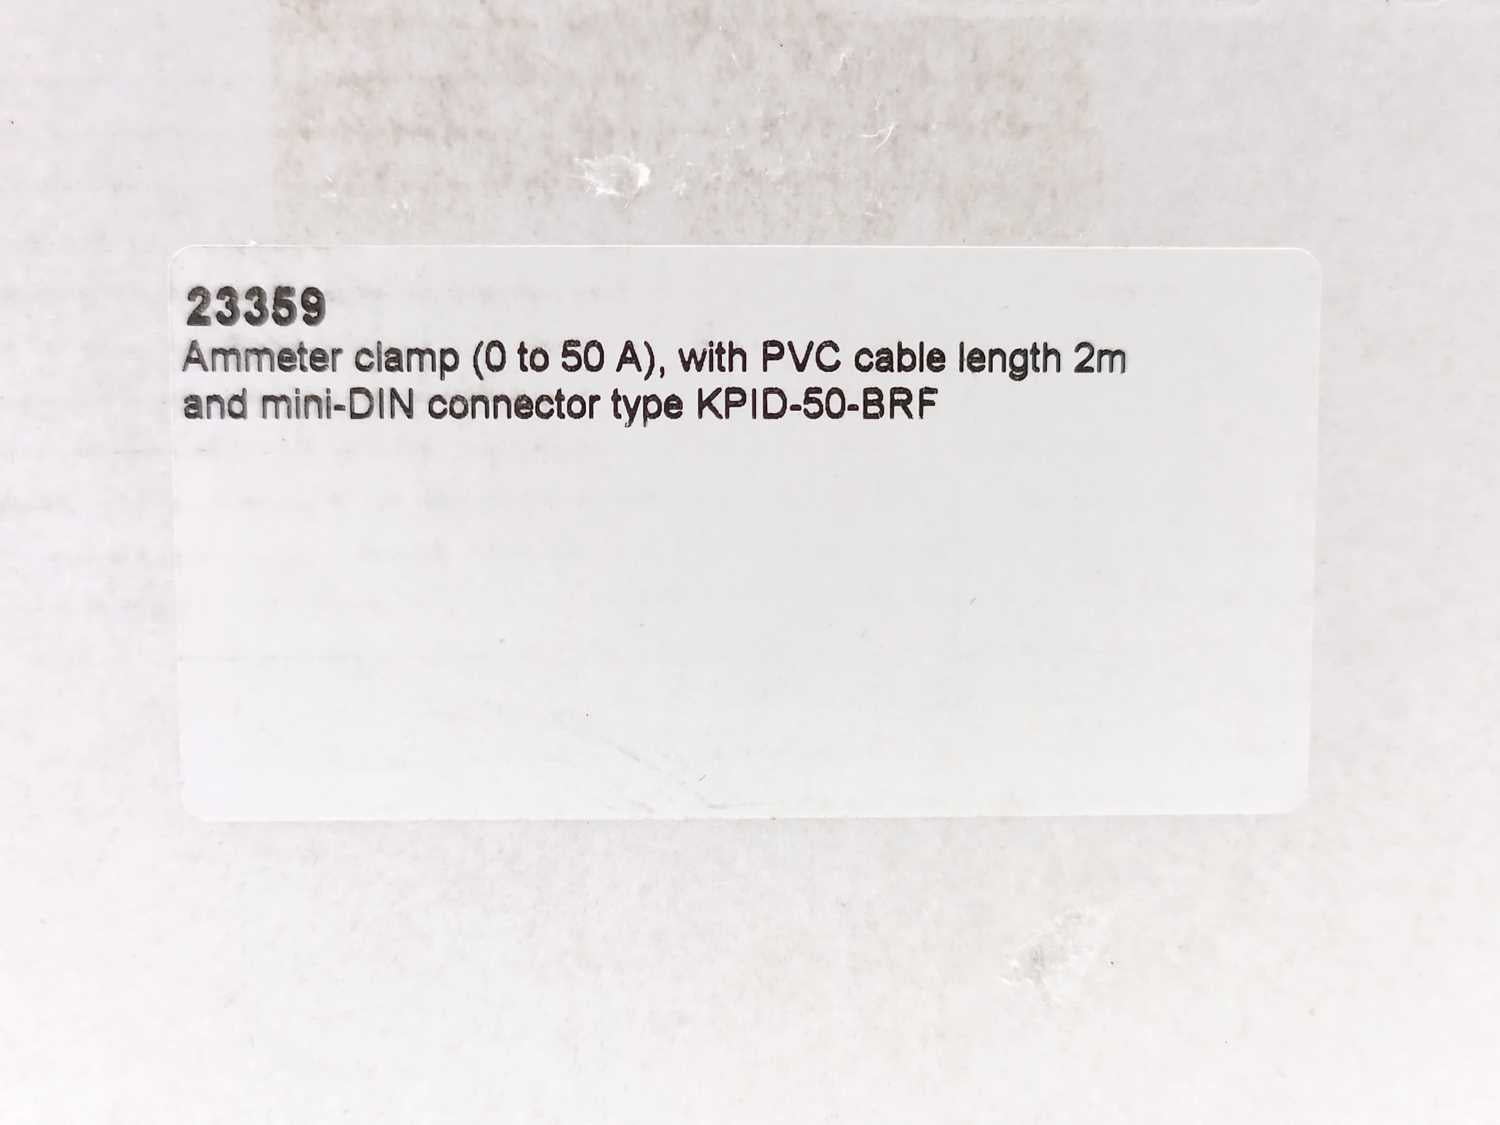 23359
Ammeter clamp (0 to 50 A), with PVC cable length 2m
and mini-DIN connector type KPID-50-BRF